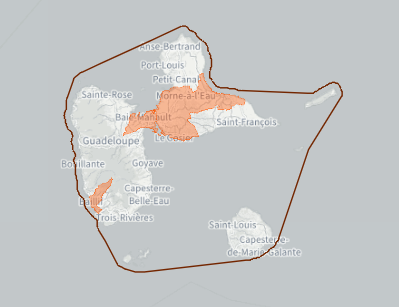 Anse-Bertrand
Port-Louis
Petit-Canal
Sainte-Rose
Morne-à-l'Eau
Baie-Mahault
Saint-François
Le Gosier
Guadeloupe
Bouillante
Goyave
Capesterre-
Belle-Eau
Baillif
Trois-Rivières
Saint-Louis
Capesterre-
de-Marie-Galante